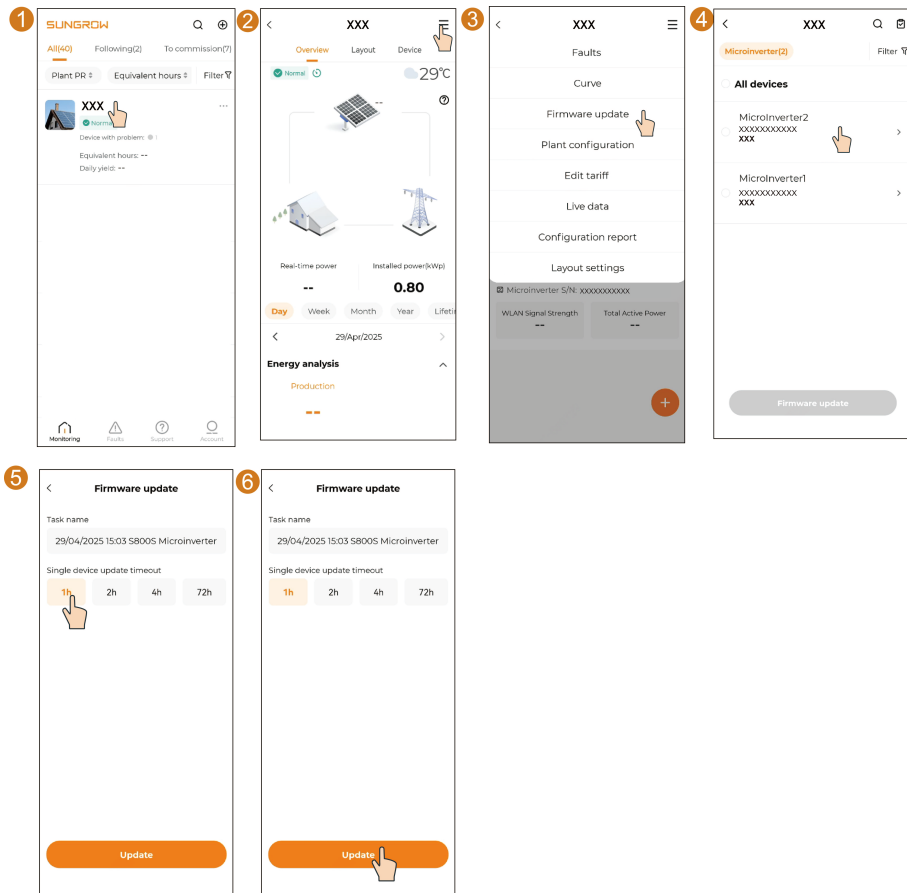 1
SUNGROW
All(40) Following(2) To commission(7)
Plant PR Equivalent hours Filter
XXX
Normal
Device with problem:
Equivalent hours: --
Daily yield: --
Monitoring Faults Support Account
2
XXX
Overview Layout Device
Normal 29°C
--
Real-time power Installed power(kWp)
-- 0.80
Day Week Month Year Lifeti
29/Apr/2025
Energy analysis
Production
--
3
XXX
Faults
Curve
Firmware update
Plant configuration
Edit tariff
Live data
Configuration report
Layout settings
Microinverter S/N: XXXXXXXXXXX
WLAN Signal Strength Total Active Power
-- --
4
XXX
Microinverter(2) Filter
All devices
MicroInverter2
XXXXXXXXXXX
XXX
MicroInverter1
XXXXXXXXXXX
XXX
Firmware update
5
Firmware update
Task name
29/04/2025 15:03 S800S Microinverter
Single device update timeout
1h 2h 4h 72h
Update
6
Firmware update
Task name
29/04/2025 15:03 S800S Microinverter
Single device update timeout
1h 2h 4h 72h
Update